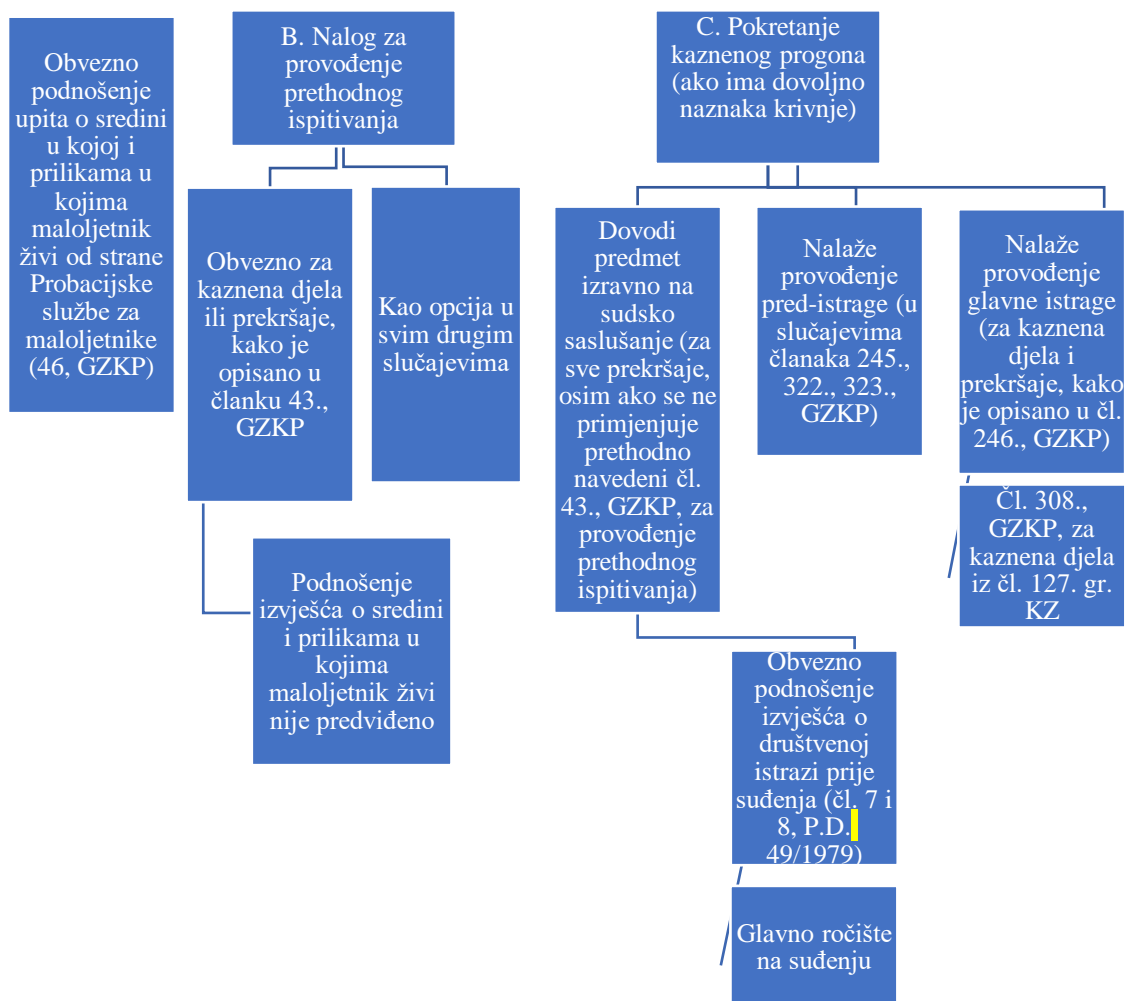 Obvezno
podnošenje
upita o sredini
u kojoj i
prilikama u
kojima
maloljetnik
živi od strane
Probacijske
službe za
maloljetnike
(46, GZKP)
B. Nalog za
provođenje
prethodnog
ispitivanja
Obvezno za
kaznena djela
ili prekršaje,
kako je
opisano u
članku 43.,
GZKP
Kao opcija u
svim drugim
slučajevima
Podnošenje
izvješća o sredini
i prilikama u
kojima
maloljetnik živi
nije predviđeno
C. Pokretanje
kaznenog progona
(ako ima dovoljno
naznaka krivnje)
Dovodi
predmet
izravno na
sudsko
saslušanje (za
sve prekršaje,
osim ako se ne
primjenjuje
prethodno
navedeni čl.
43., GZKP, za
provođenje
prethodnog
ispitivanja)
Obvezno
podnošenje
izvješća o
društvenoj
istrazi prije
suđenja (čl. 7 i
8, P.D.
49/1979)
Glavno ročište
na suđenju
Nalaže
provođenje
pred-istrage (u
slučajevima
članaka 245.,
322., 323.,
GZKP)
Nalaže
provođenje
glavne istrage
(za kaznena
djela i
prekršaje, kako
je opisano u čl.
246., GZKP)
Čl. 308.,
GZKP, za
kaznena djela
iz čl. 127. gr.
KZ